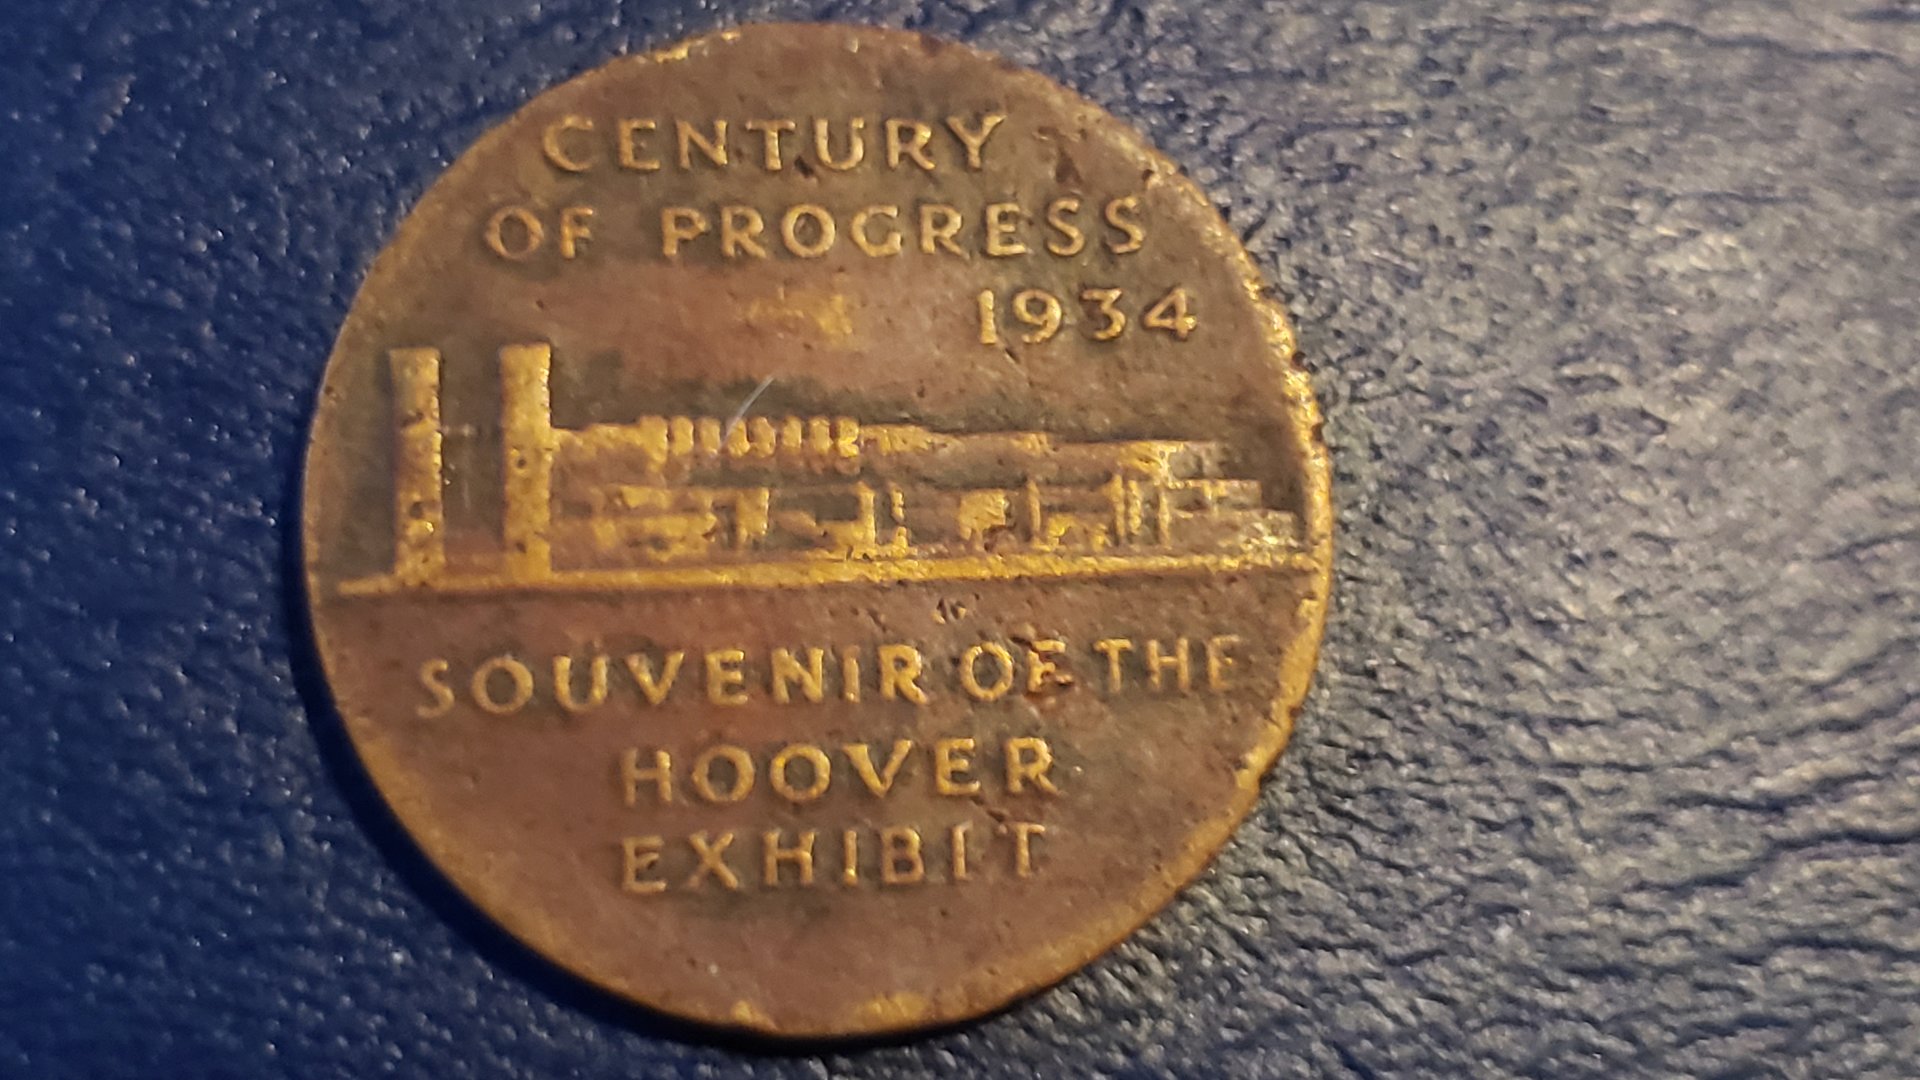 CENTURY
OF PROGRESS
1934
SOUVENIR OF THE
HOOVER
EXHIBIT